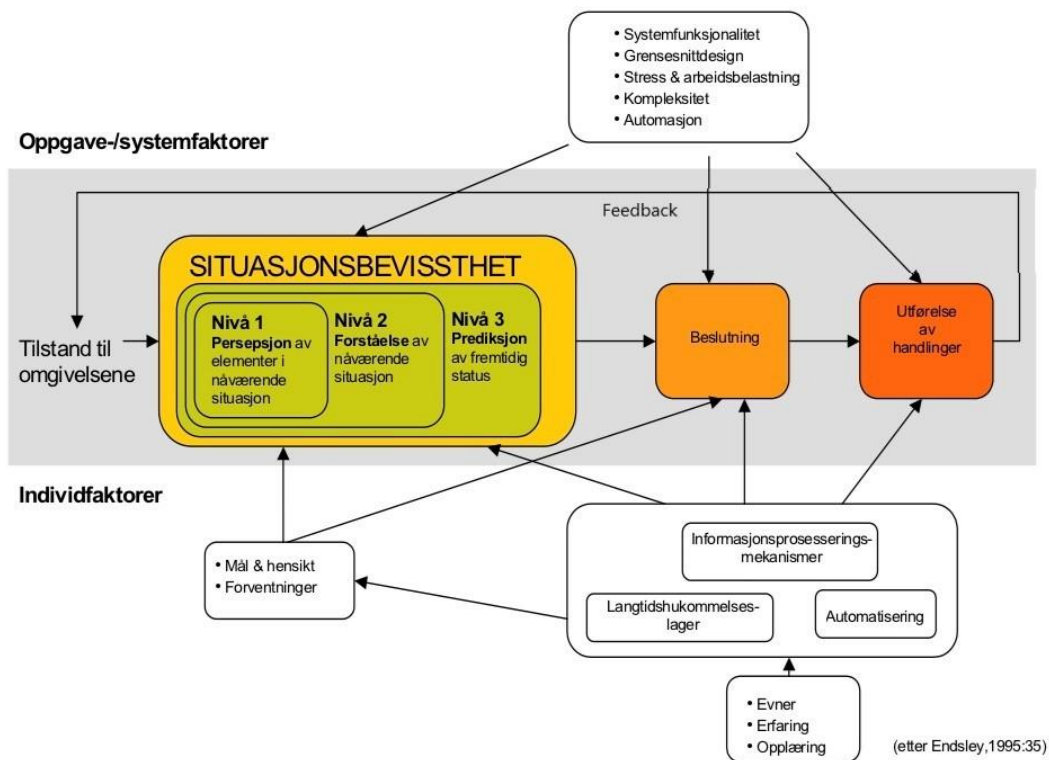 • Systemfunksjonalitet
• Grensesnittdesign
• Stress & arbeidsbelastning
• Kompleksitet
• Automasjon
Oppgave-/systemfaktorer
Feedback
SITUASJONSBEVISSTHET
Nivå 1
Persepsjon av
elementer i
nåværende
situasjon
Nivå 2
Forståelse av
nåværende
situasjon
Nivå 3
Prediksjon
av fremtidig
status
Tilstand til
omgivelsene
Beslutning
Utførelse
av
handlinger
Individfaktorer
• Mål & hensikt
• Forventninger
Informasjonsprosesserings-
mekanismer
Langtidshukommelses-
lager
Automatisering
• Evner
• Erfaring
• Opplæring
(etter Endsley,1995:35)